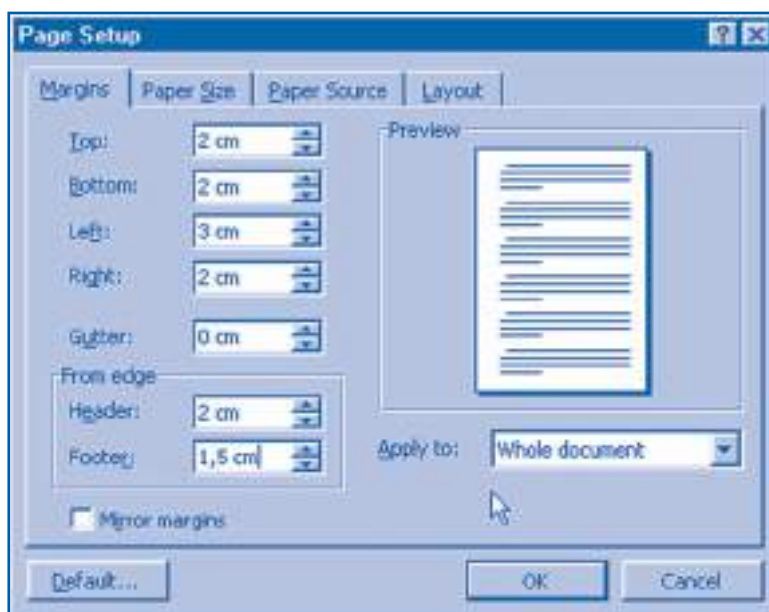 Page Setup
Margins
Paper Size
Paper Source
Layout
Top: 2 cm
Bottom: 2 cm
Left: 3 cm
Right: 2 cm
Gutter: 0 cm
From edge
Header: 2 cm
Footer: 1,5 cm
Mirror margins
Preview
Apply to: Whole document
Default...
OK
Cancel